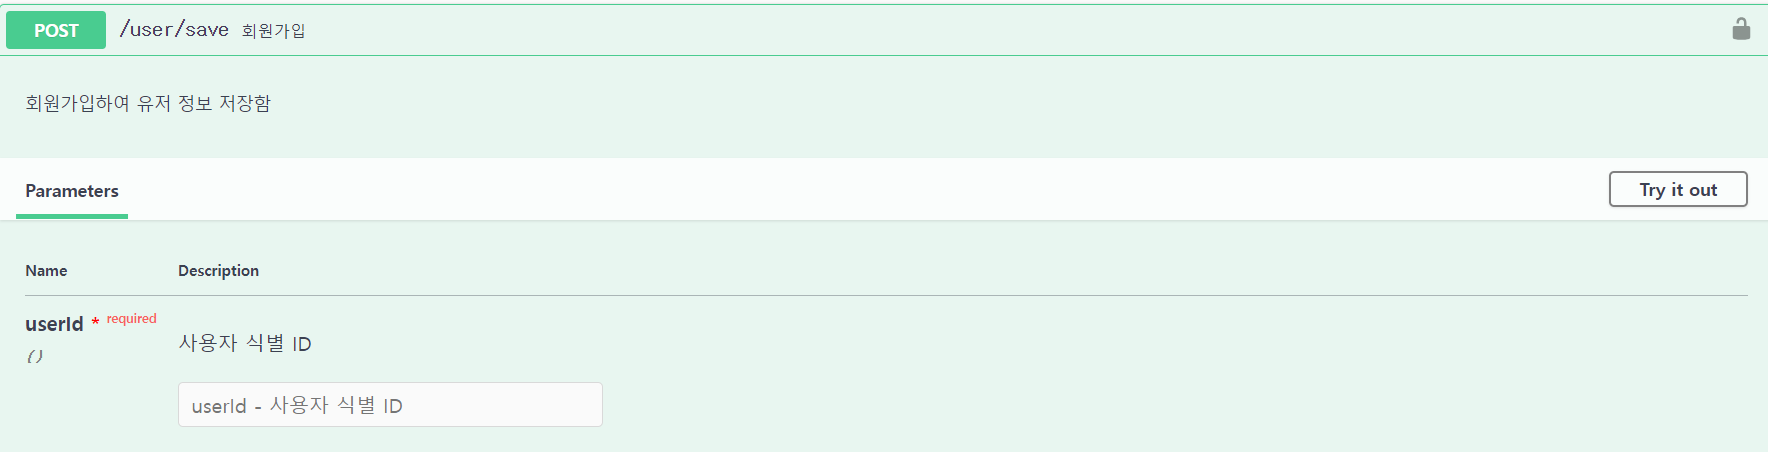 POST /user/save 회원가입
회원가입하여 유저 정보 저장함
Parameters Try it out
Name Description
userId * required
()
사용자 식별 ID
userId - 사용자 식별 ID